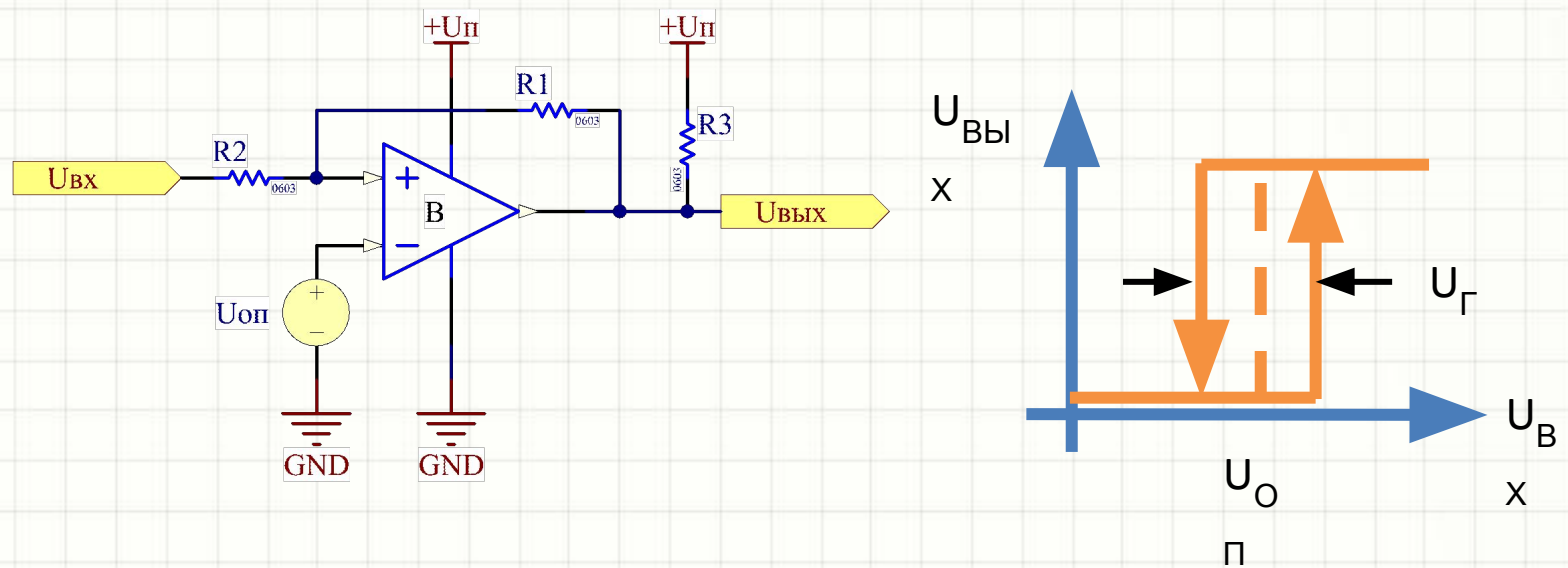 +Uп
+Uп
R1
0603
R3
0603
R2
0603
Uвх
+
B
−
Uвых
+
Uоп
−
GND
GND
UВЫ
Х
UГ
UВ
Х
UО
П